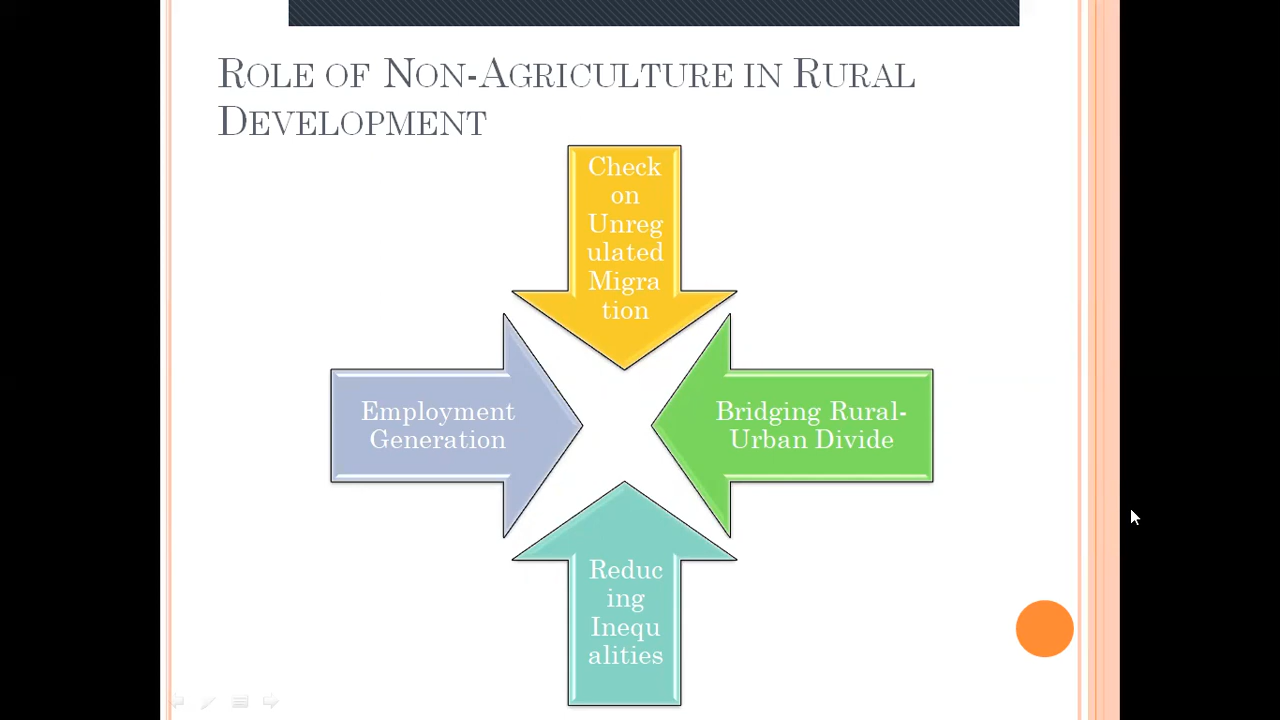 Role of Non-Agriculture in Rural
Development
Check
on
Unreg
ulated
Migra
tion
Employment
Generation
Bridging Rural-
Urban Divide
Reduc
ing
Inequ
alities